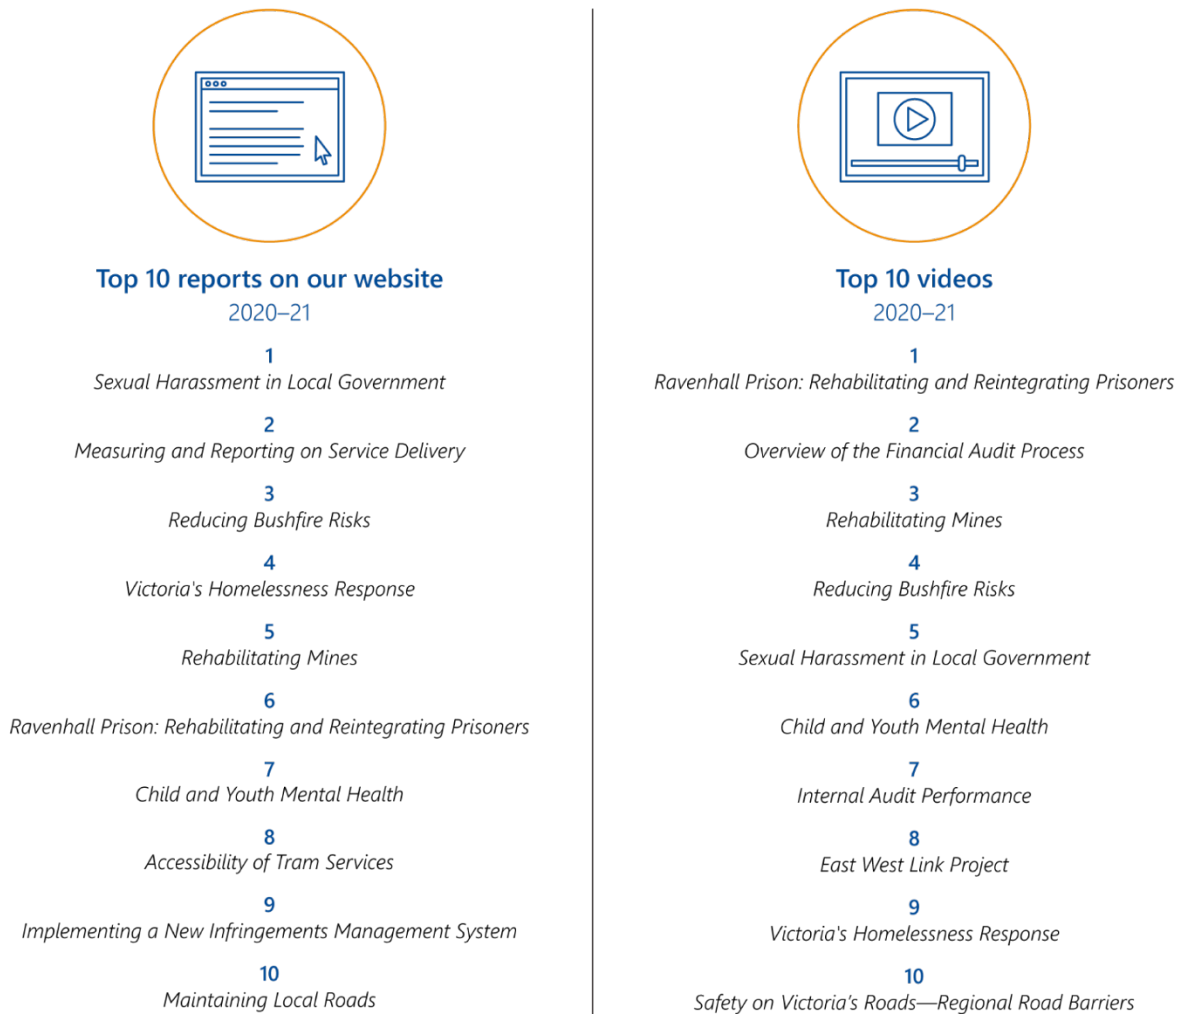 Top 10 reports on our website
2020–21
1
Sexual Harassment in Local Government
2
Measuring and Reporting on Service Delivery
3
Reducing Bushfire Risks
4
Victoria's Homelessness Response
5
Rehabilitating Mines
6
Ravenhall Prison: Rehabilitating and Reintegrating Prisoners
7
Child and Youth Mental Health
8
Accessibility of Tram Services
9
Implementing a New Infringements Management System
10
Maintaining Local Roads
Top 10 videos
2020–21
1
Ravenhall Prison: Rehabilitating and Reintegrating Prisoners
2
Overview of the Financial Audit Process
3
Rehabilitating Mines
4
Reducing Bushfire Risks
5
Sexual Harassment in Local Government
6
Child and Youth Mental Health
7
Internal Audit Performance
8
East West Link Project
9
Victoria's Homelessness Response
10
Safety on Victoria's Roads—Regional Road Barriers